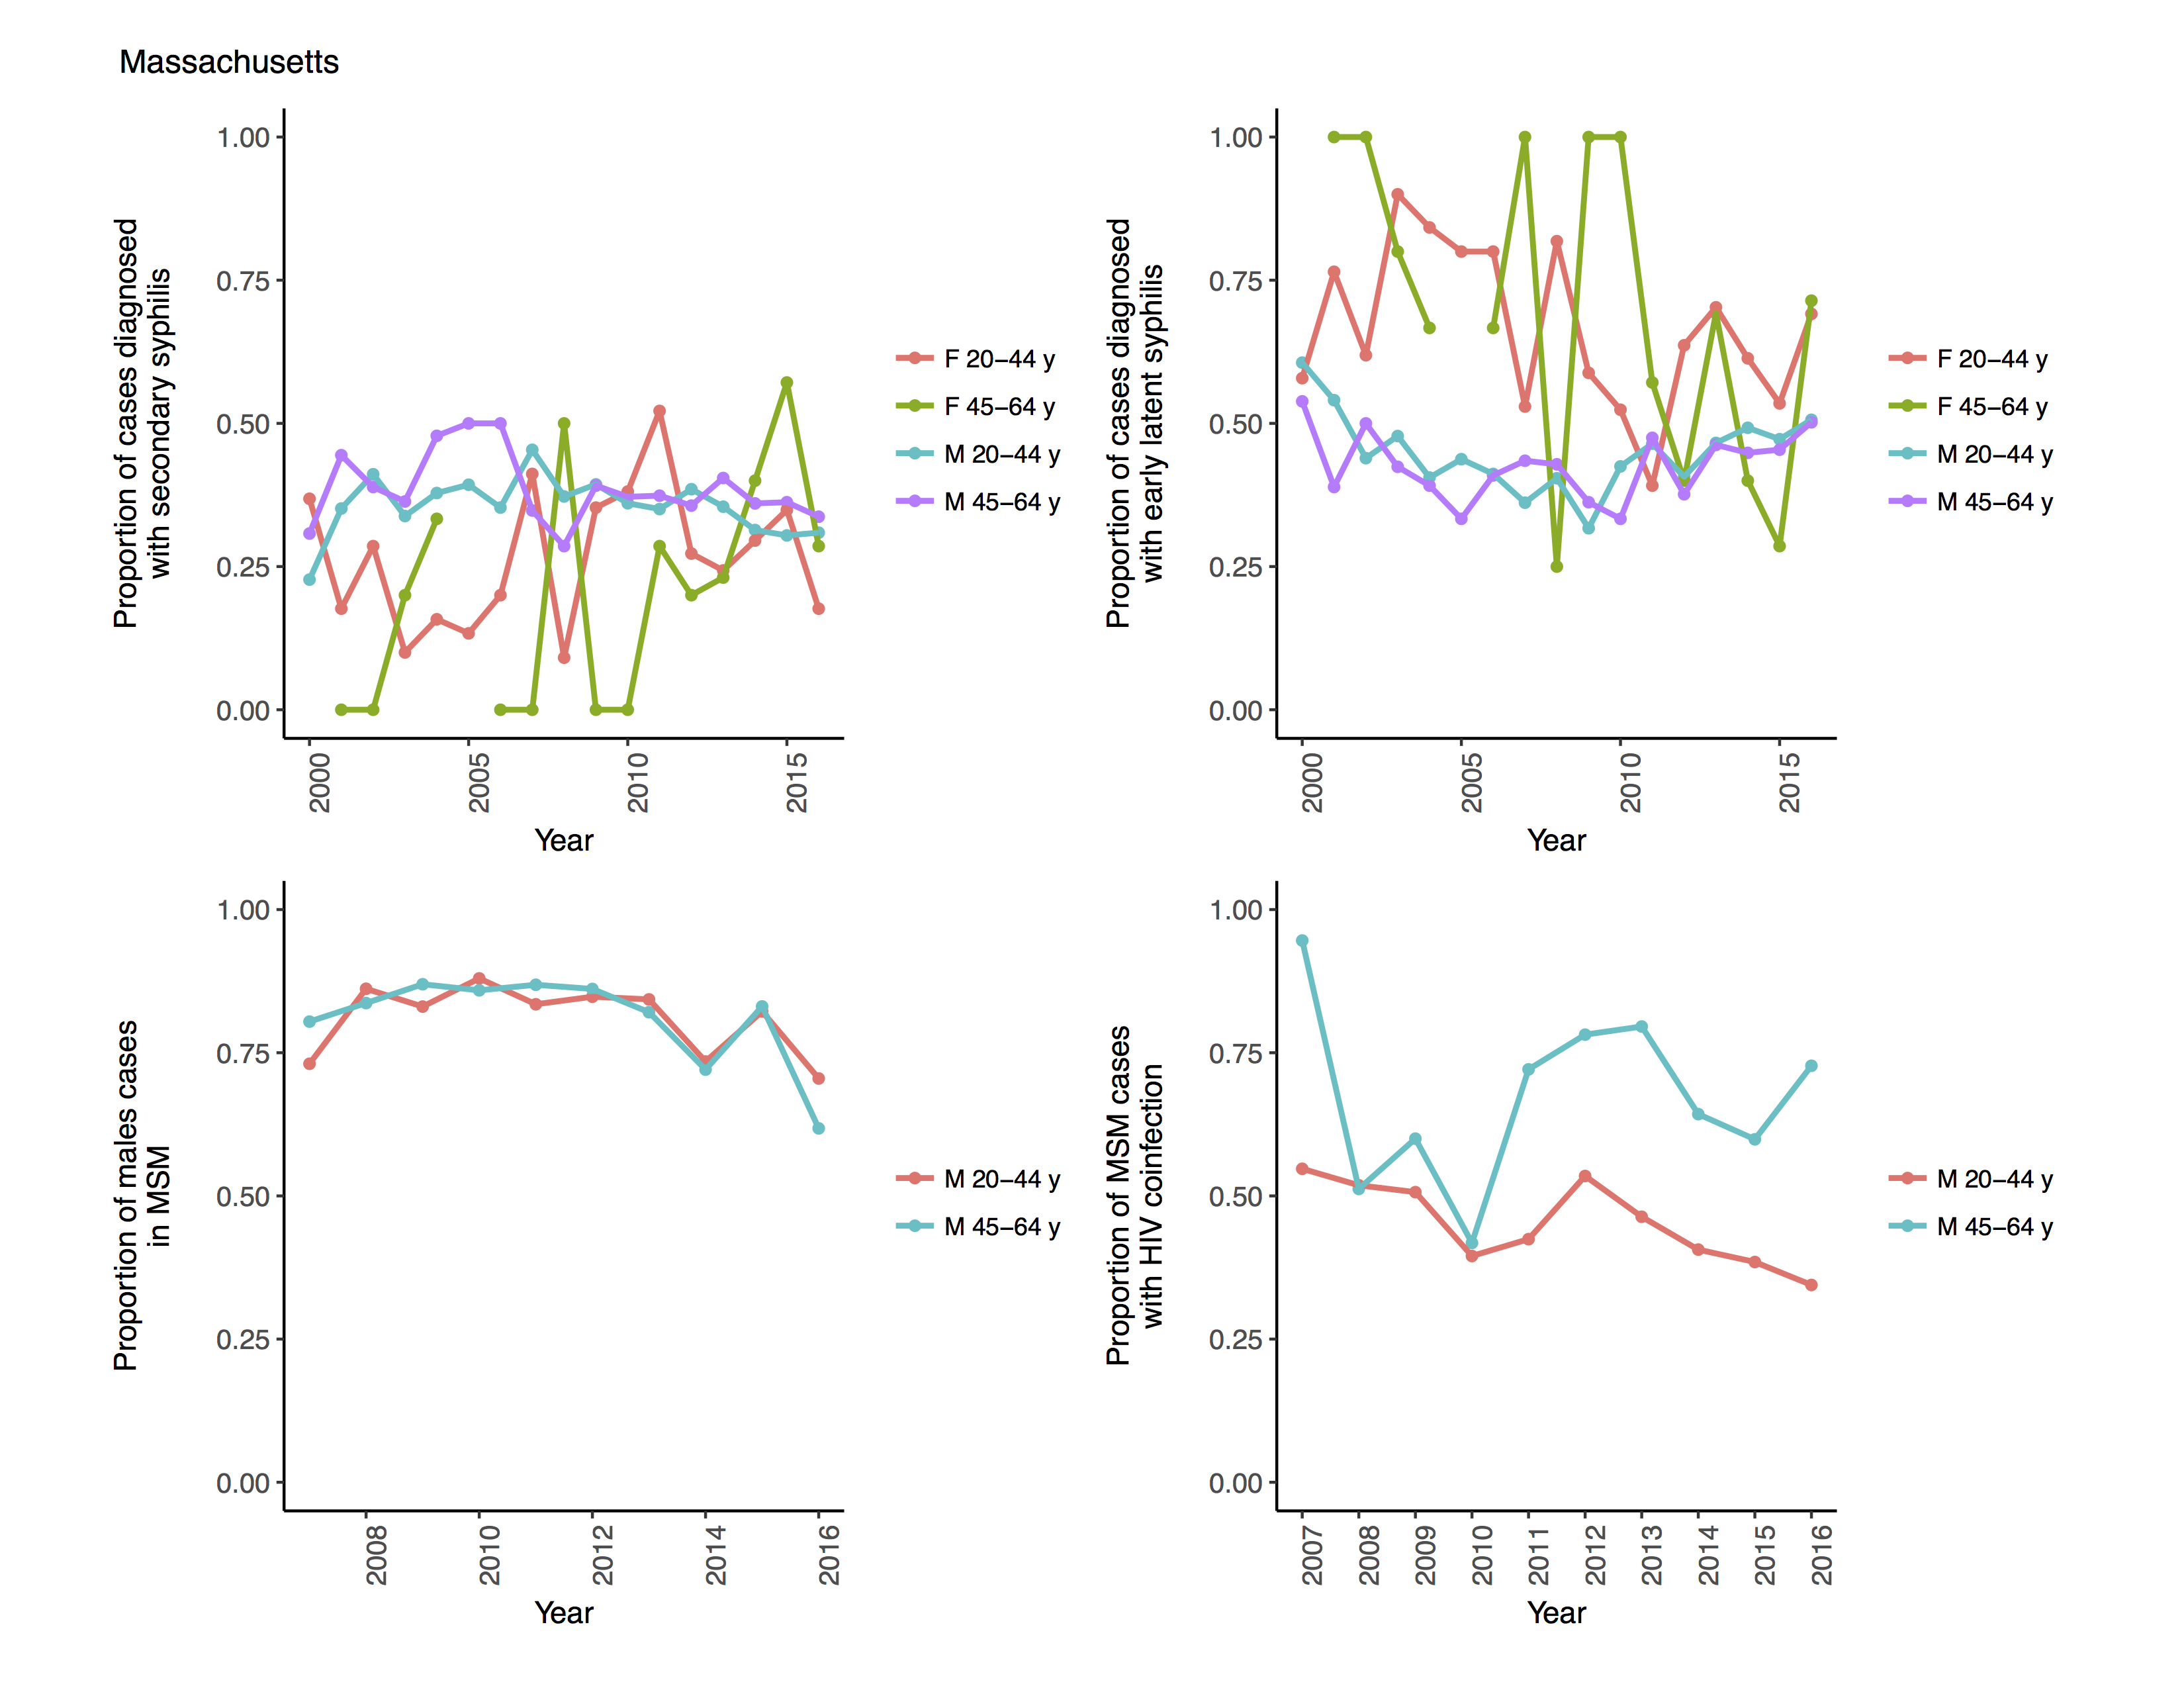 Massachusetts
Proportion of cases diagnosed
with secondary syphilis
1.00
0.75
0.50
0.25
0.00
2000
2005
2010
2015
Year
F 20−44 y
F 45−64 y
M 20−44 y
M 45−64 y
Proportion of cases diagnosed
with early latent syphilis
1.00
0.75
0.50
0.25
0.00
2000
2005
2010
2015
Year
F 20−44 y
F 45−64 y
M 20−44 y
M 45−64 y
Proportion of males cases
in MSM
1.00
0.75
0.50
0.25
0.00
2008
2010
2012
2014
2016
Year
M 20−44 y
M 45−64 y
Proportion of MSM cases
with HIV coinfection
1.00
0.75
0.50
0.25
0.00
2007
2008
2009
2010
2011
2012
2013
2014
2015
2016
Year
M 20−44 y
M 45−64 y